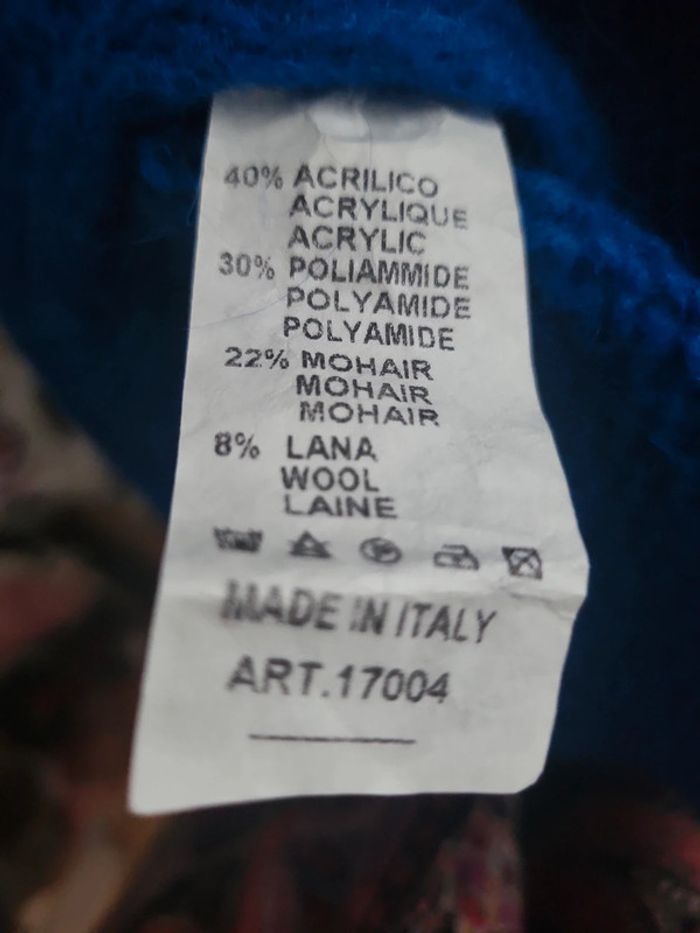 40% ACRILICO
ACRYLIQUE
ACRYLIC
30% POLIAMMIDE
POLYAMIDE
POLYAMIDE
22% MOHAIR
MOHAIR
MOHAIR
8% LANA
WOOL
LAINE
MADE IN ITALY
ART.17004